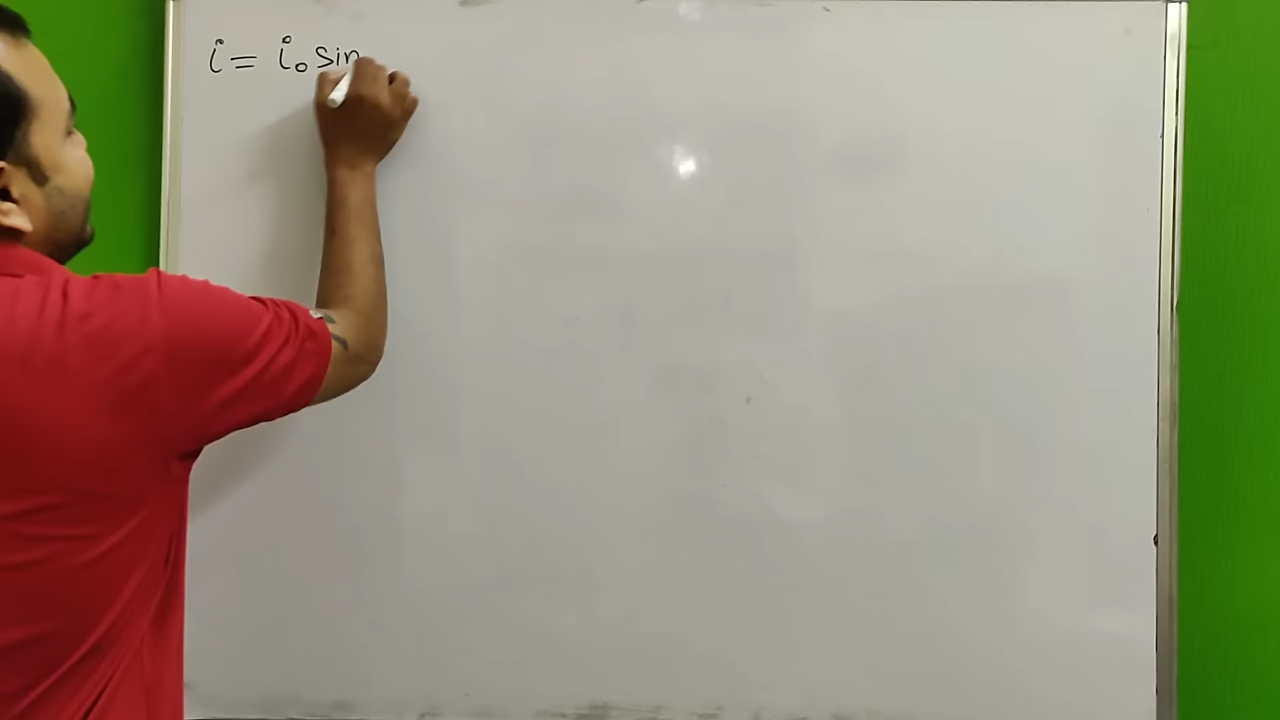 i = i₀ sin